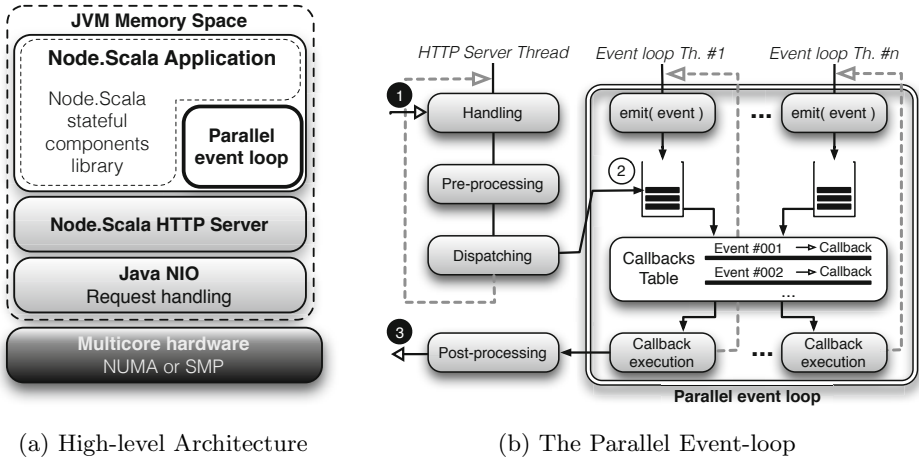 JVM Memory Space
Node.Scala Application
Node.Scala
stateful
components
library
Parallel
event loop
Node.Scala HTTP Server
Java NIO
Request handling
Multicore hardware
NUMA or SMP
(a) High-level Architecture
HTTP Server Thread
Event loop Th. #1
Event loop Th. #n
1
Handling
emit( event )
...
emit( event )
Pre-processing
2
Dispatching
Callbacks
Table
Event #001
Callback
Event #002
Callback
...
3
Post-processing
Callback
execution
...
Callback
execution
Parallel event loop
(b) The Parallel Event-loop